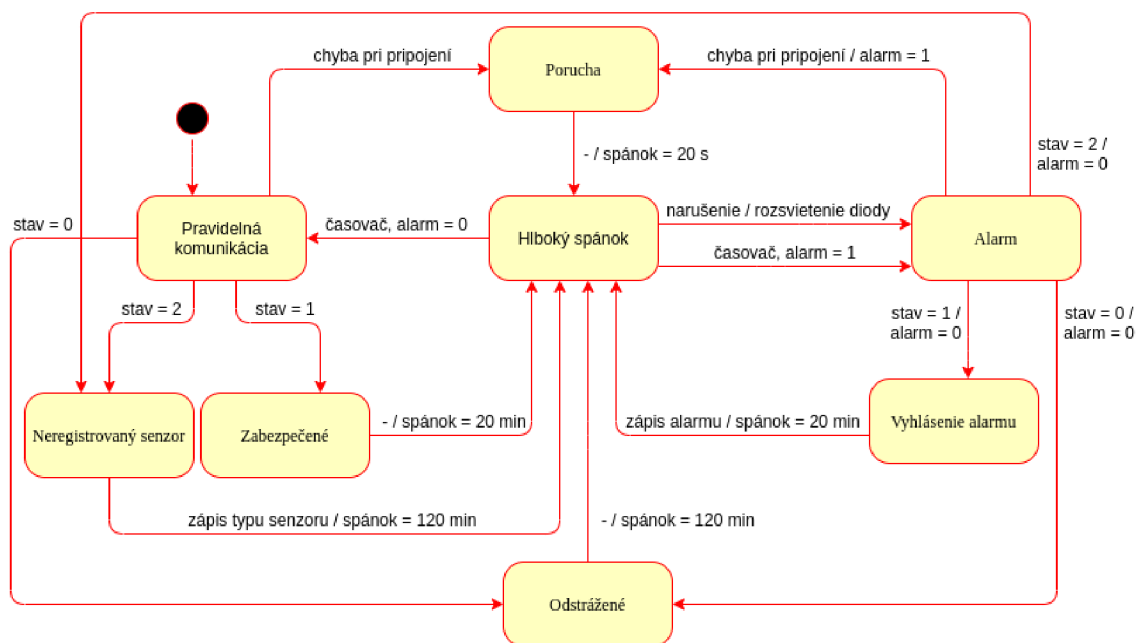 chyba pri pripojení
Porucha
chyba pri pripojení / alarm = 1
- / spánok = 20 s
stav = 2 /
alarm = 0
stav = 0
Pravidelná
komunikácia
časovač, alarm = 0
Hlboký spánok
narušenie / rozsvietenie diody
časovač, alarm = 1
Alarm
stav = 2
stav = 1
stav = 1 /
alarm = 0
stav = 0 /
alarm = 0
Neregistrovaný senzor
Zabezpečené
- / spánok = 20 min
zápis alarmu / spánok = 20 min
Vyhlásenie alarmu
zápis typu senzoru / spánok = 120 min
- / spánok = 120 min
Odstrážené